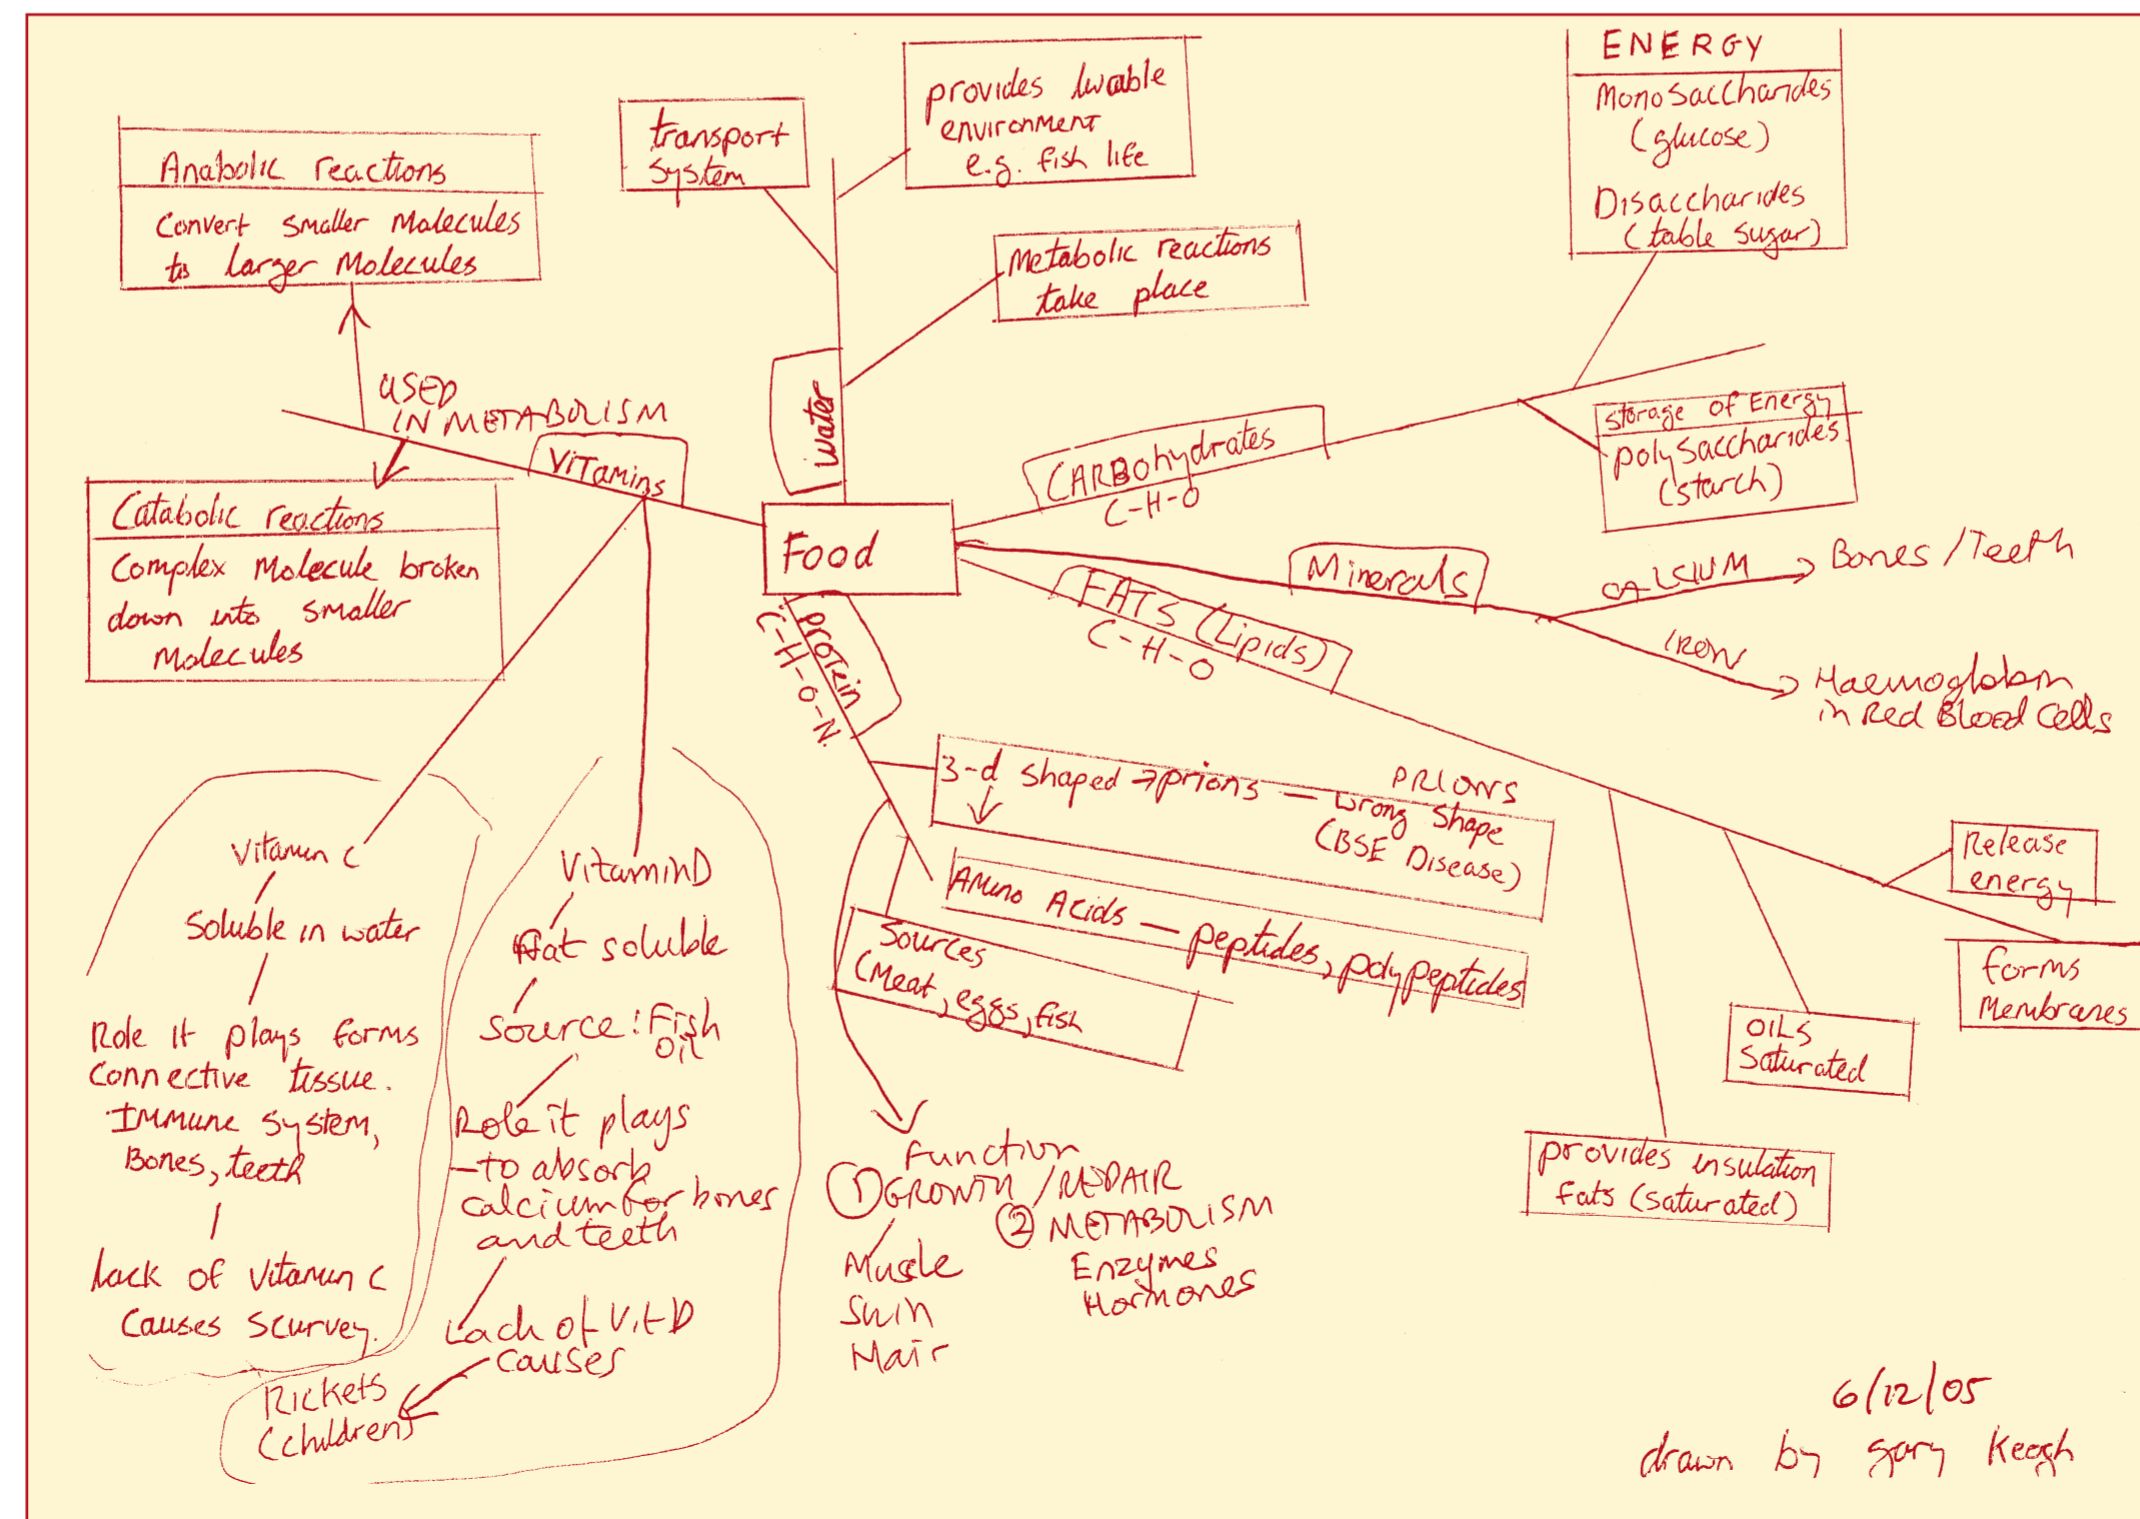 Anabolic reactions
Convert smaller Molecules
to larger Molecules
transport
system
provides livable
environment
e.g. fish life
Metabolic reactions
take place
water
ENERGY
MonoSaccharides
(glucose)
Disaccharides
(table sugar)
Storage of Energy
polySaccharides
(starch)
CARBohydrates
C-H-O
USED
IN METABOLISM
ViTamins
Catabolic reactions
Complex Molecule broken
down into smaller
Molecules
Food
Minerals
CALCIUM
Bones/Teeth
IRON
Haemoglobin
in Red Blood Cells
FATS (Lipids)
C-H-O
PROTein
C-H-O-N.
3-d shaped → prions — wrong shape
PRIONS
(BSE Disease)
Amino Acids — peptides, polypeptides
Sources
(Meat, eggs, fish
Function
① GROWTH / REPAIR
Muscle
Skin
Hair
② METABOLISM
Enzymes
Hormones
Release
energy
forms
Membranes
OILS
Saturated
provides insulation
fats (saturated)
Vitamin C
Soluble in water
Role it plays forms
Connective tissue.
Immune system,
Bones, teeth
lack of Vitamin C
Causes Scurvey.
VitaminD
Fat soluble
Source: Fish
Oil
Role it plays
-to absorb
calcium for bones
and teeth
Lack of Vit D
causes
Rickets
(children)
6/12/05
drawn by gary Keogh